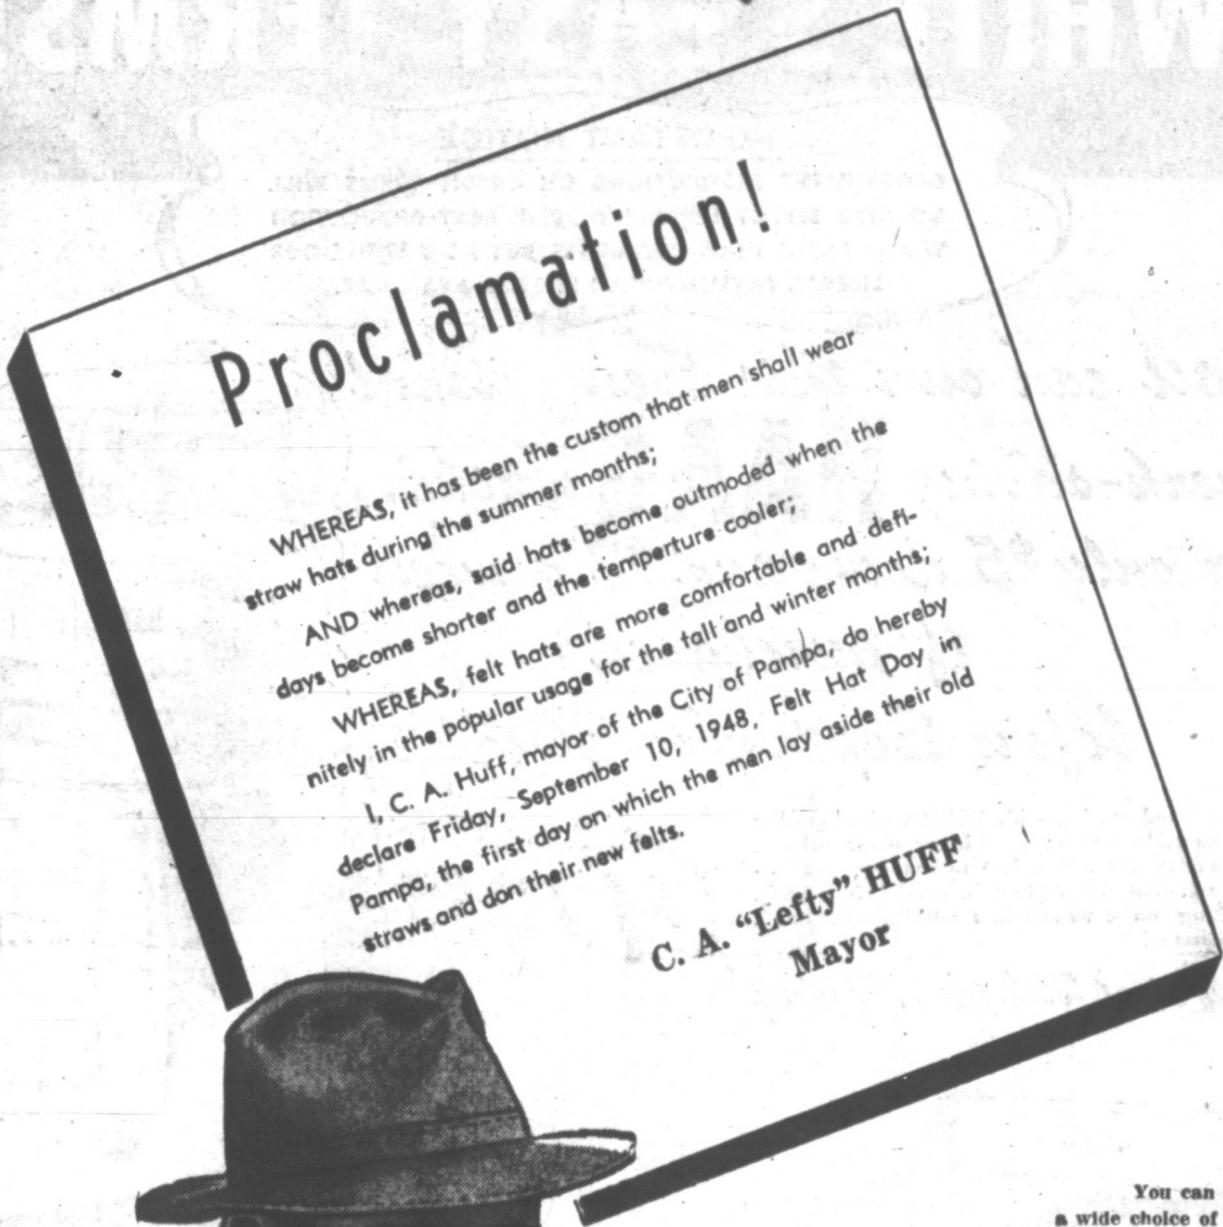 Proclamation!
WHEREAS, it has been the custom that men shall wear
straw hats during the summer months;
AND whereas, said hats become outmoded when the
days become shorter and the temperture cooler;
WHEREAS, felt hats are more comfortable and defi-
nitely in the popular usage for the fall and winter months;
I, C. A. Huff, mayor of the City of Pampa, do hereby
declare Friday, September 10, 1948, Felt Hat Day in
Pampa, the first day on which the men lay aside their old
straws and don their new felts.
C. A. “Lefty” HUFF
Mayor
You can
a wide choice of